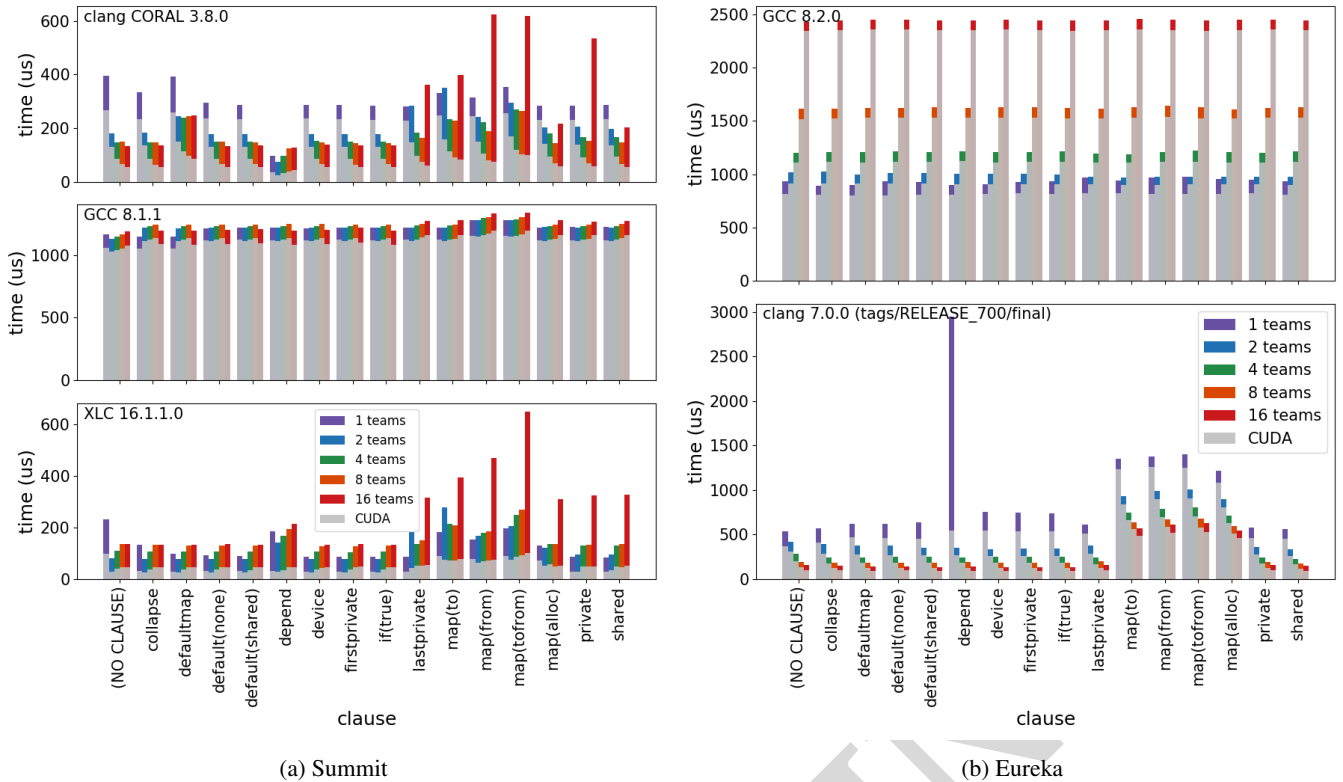 clang CORAL 3.8.0
600
400
200
0
time (us)
GCC 8.1.1
1000
500
0
time (us)
XLC 16.1.1.0
600
400
200
0
time (us)
1 teams
2 teams
4 teams
8 teams
16 teams
CUDA
(NO CLAUSE)
collapse
defaultmap
default(none)
default(shared)
depend
device
firstprivate
if(true)
lastprivate
map(to)
map(from)
map(tofrom)
map(alloc)
private
shared
clause
(a) Summit
GCC 8.2.0
2500
2000
1500
1000
500
0
time (us)
clang 7.0.0 (tags/RELEASE_700/final)
3000
2500
2000
1500
1000
500
0
time (us)
1 teams
2 teams
4 teams
8 teams
16 teams
CUDA
(NO CLAUSE)
collapse
defaultmap
default(none)
default(shared)
depend
device
firstprivate
if(true)
lastprivate
map(to)
map(from)
map(tofrom)
map(alloc)
private
shared
clause
(b) Eureka